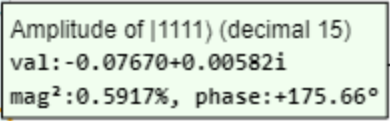 Amplitude of |1111⟩ (decimal 15)
val:-0.07670+0.00582i
mag²:0.5917%, phase:+175.66°